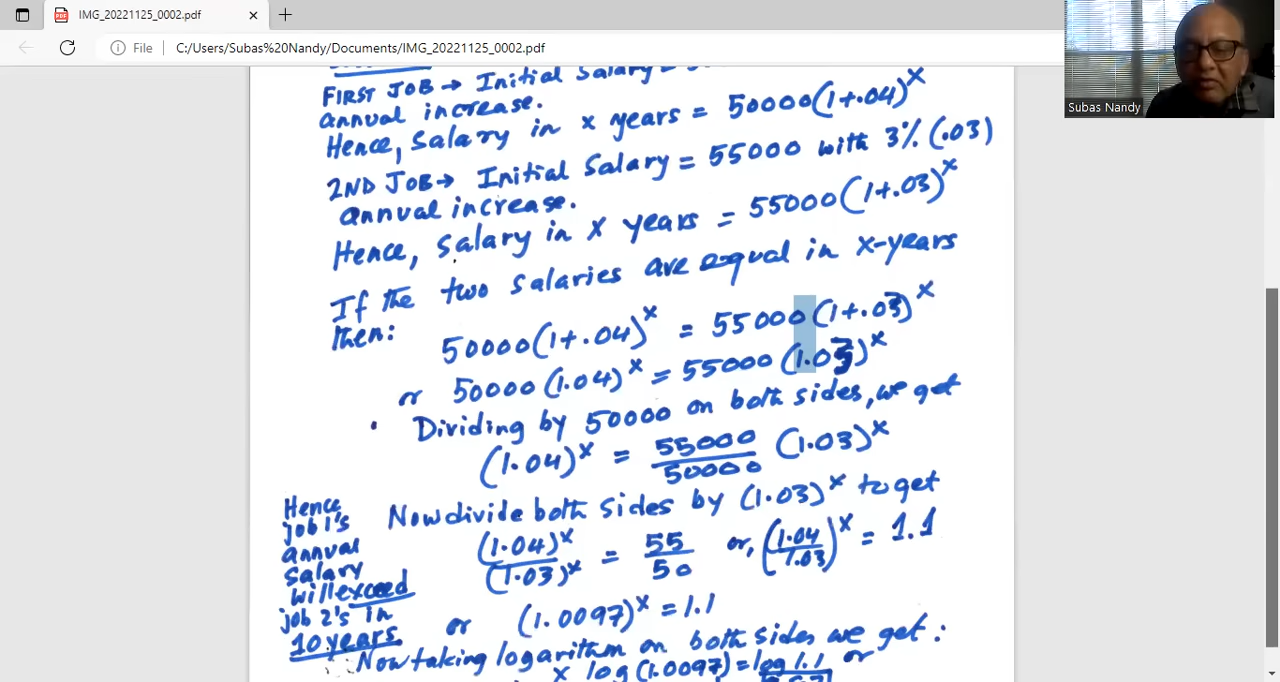 IMG_20221125_0002.pdf
File C:/Users/Subas%20Nandy/Documents/IMG_20221125_0002.pdf
Subas Nandy
FIRST JOB → Initial Salary =
annual increase.
Hence, Salary in x years = 50000(1+.04)^x
2ND JOB → Initial Salary = 55000 with 3% (.03)
annual increase.
Hence, Salary in x years = 55000(1+.03)^x
If the two salaries are equal in x-years
then: 50000(1+.04)^x = 55000(1+.03)^x
or 50000(1.04)^x = 55000(1.03)^x
Dividing by 50000 on both sides, we get
(1.04)^x = 55000/50000 (1.03)^x
Now divide both sides by (1.03)^x to get
(1.04)^x/(1.03)^x = 55/50 or, (1.04/1.03)^x = 1.1
or (1.0097)^x = 1.1
Now taking logarithm on both sides we get:
x log(1.0097) = log 1.1 or
Hence
job 1's
annual
salary
will exceed
job 2's in
10 years.